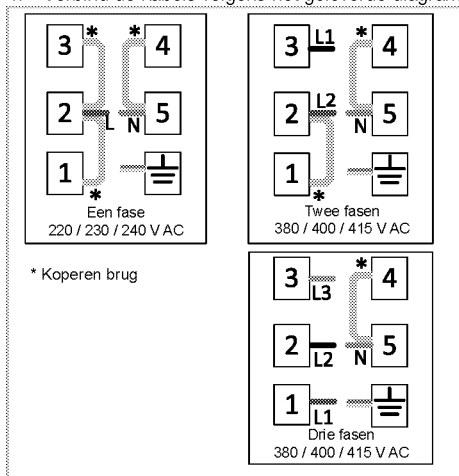 3 * * 4
2 L N 5
1 *
Een fase
220 / 230 / 240 V AC
3 L1 * 4
2 L2 N 5
1 *
Twee fasen
380 / 400 / 415 V AC
* Koperen brug
3 L3 * 4
2 L2 N 5
1 L1
Drie fasen
380 / 400 / 415 V AC